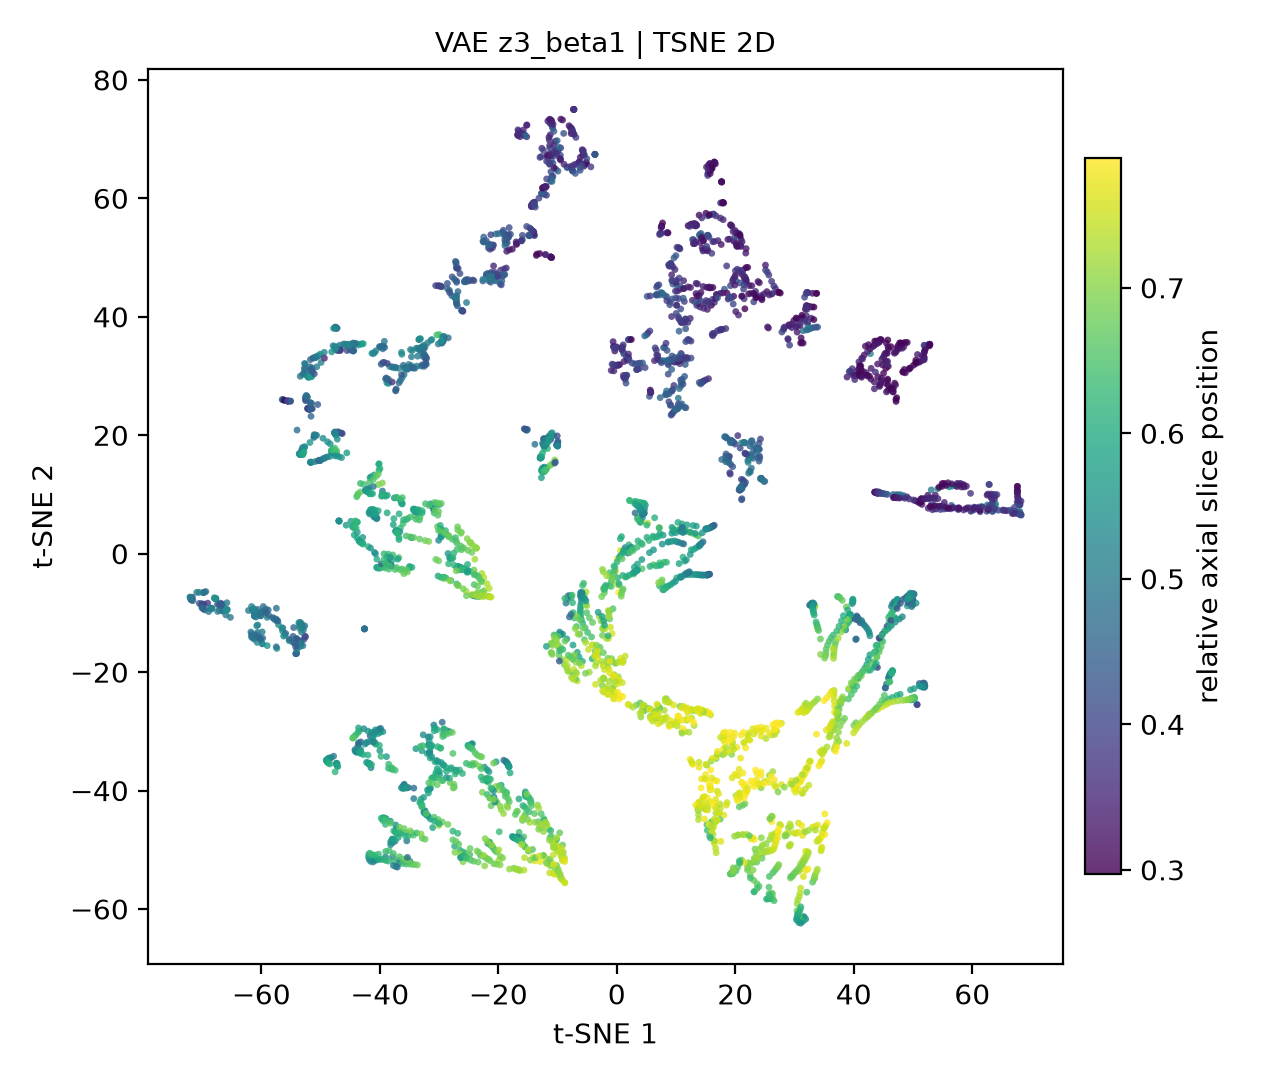 VAE z3_beta1 | TSNE 2D
80
60
40
20
0
−20
−40
−60
t-SNE 2
−60 −40 −20 0 20 40 60
t-SNE 1
0.7
0.6
0.5
0.4
0.3
relative axial slice position